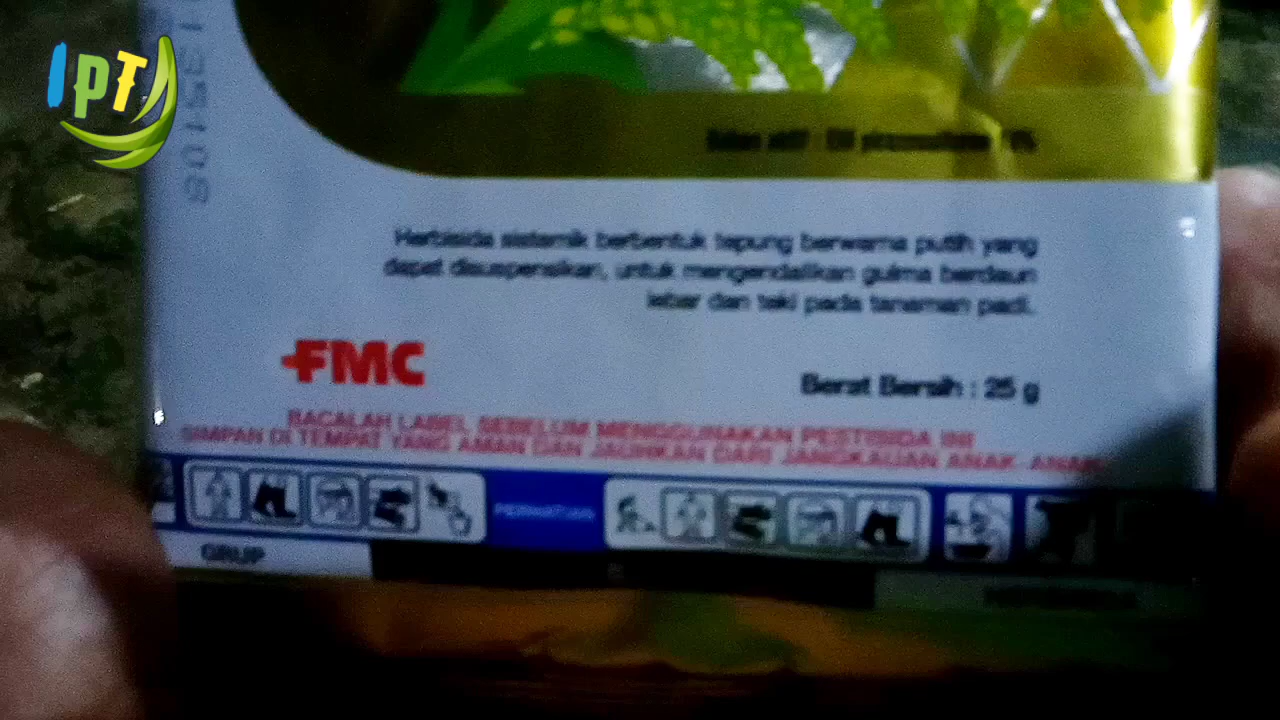 IPT
Bahan aktif :
Herbisida sistemik berbentuk tepung berwarna putih yang
dapat disuspensikan, untuk mengendalikan gulma berdaun
lebar dan teki pada tanaman padi.
FMC
Berat Bersih : 25 g
BACALAH LABEL SEBELUM MENGGUNAKAN PESTISIDA INI
SIMPAN DI TEMPAT YANG AMAN DAN JAUHKAN DARI JANGKAUAN ANAK-ANAK
PERHATIAN
GRUP